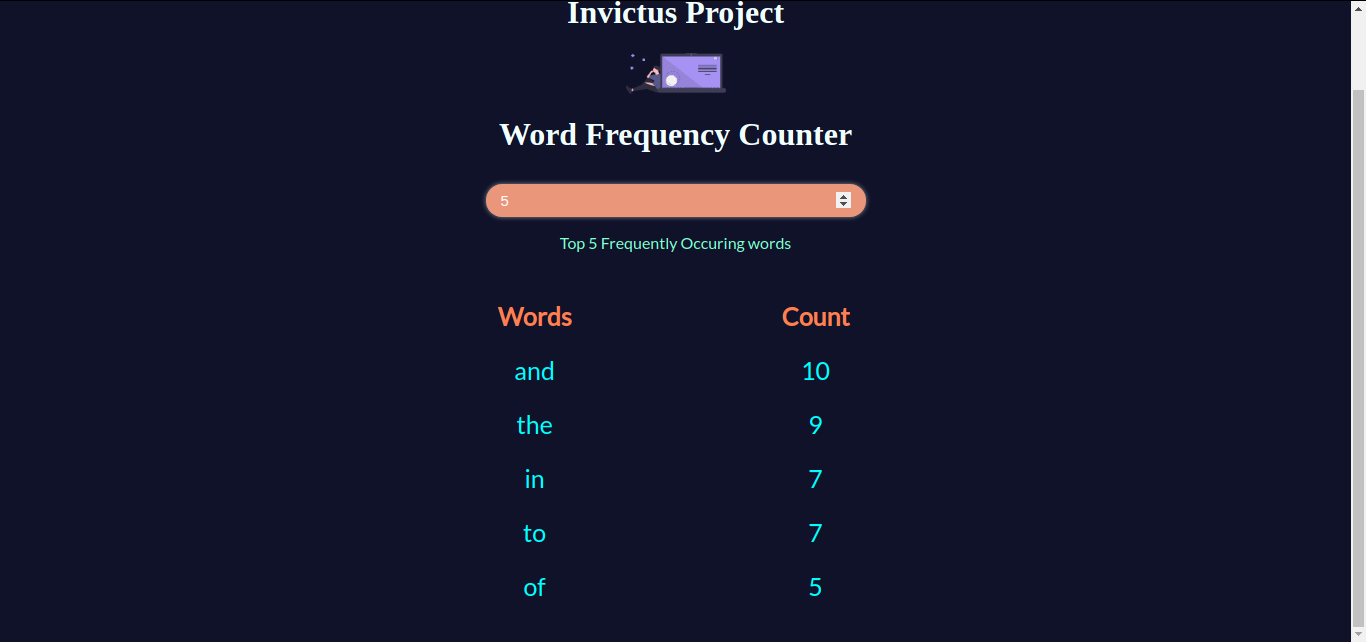 Invictus Project
Word Frequency Counter
5
Top 5 Frequently Occuring words
Words Count
and 10
the 9
in 7
to 7
of 5